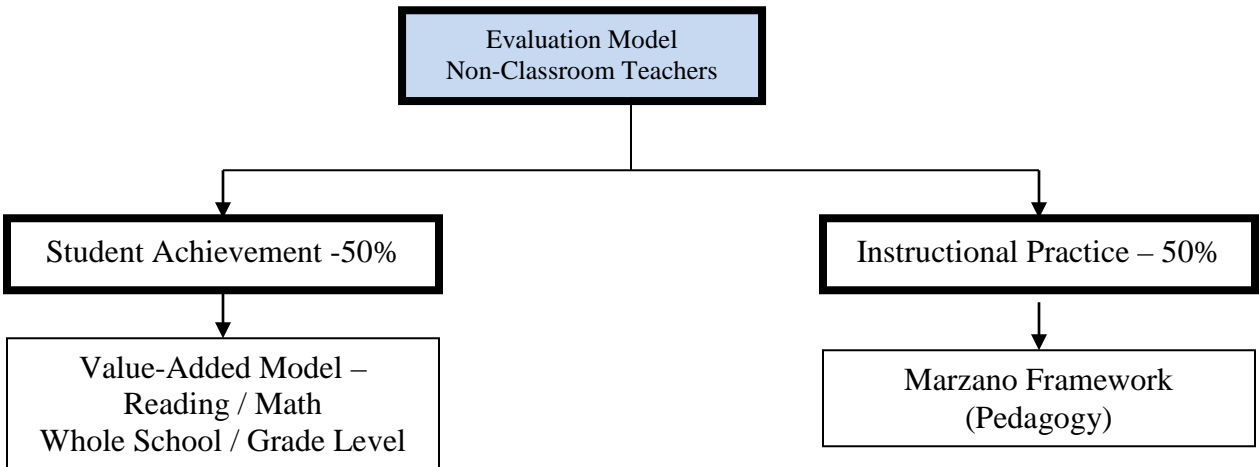 Evaluation Model
Non-Classroom Teachers
Student Achievement -50%
Instructional Practice – 50%
Value-Added Model –
Reading / Math
Whole School / Grade Level
Marzano Framework
(Pedagogy)